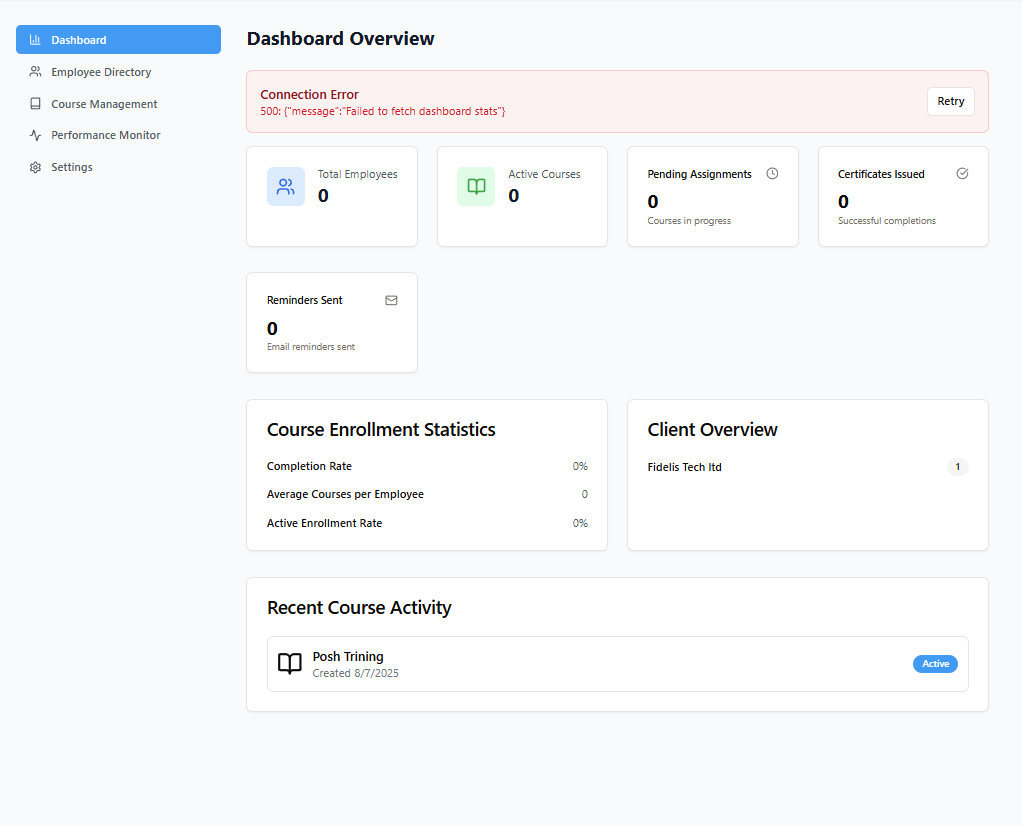 Dashboard
Employee Directory
Course Management
Performance Monitor
Settings
Dashboard Overview
Connection Error
500: {"message":"Failed to fetch dashboard stats"}
Retry
Total Employees
0
Active Courses
0
Pending Assignments
0
Courses in progress
Certificates Issued
0
Successful completions
Reminders Sent
0
Email reminders sent
Course Enrollment Statistics
Completion Rate 0%
Average Courses per Employee 0
Active Enrollment Rate 0%
Client Overview
Fidelis Tech ltd 1
Recent Course Activity
Posh Trining
Created 8/7/2025
Active